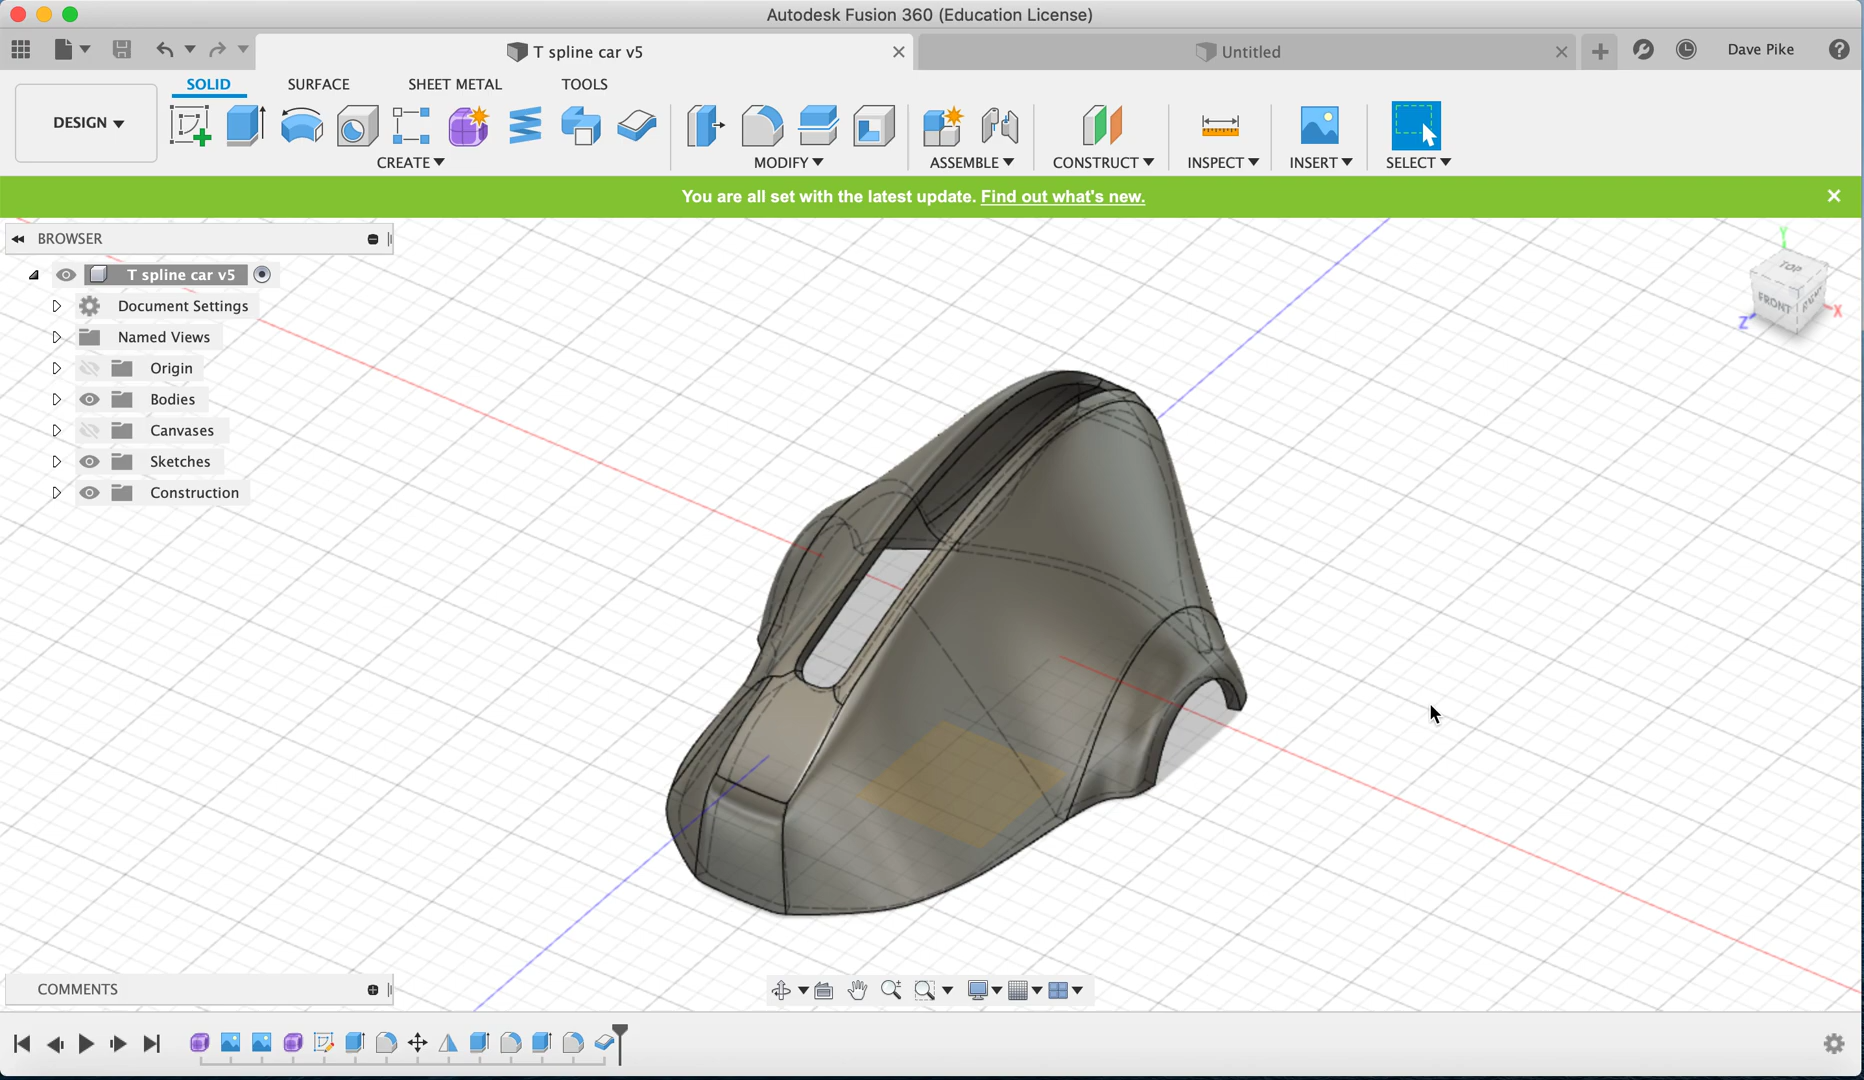 Autodesk Fusion 360 (Education License)
T spline car v5
Untitled
Dave Pike
SOLID
SURFACE
SHEET METAL
TOOLS
DESIGN
CREATE
MODIFY
ASSEMBLE
CONSTRUCT
INSPECT
INSERT
SELECT
You are all set with the latest update. Find out what's new.
BROWSER
T spline car v5
Document Settings
Named Views
Origin
Bodies
Canvases
Sketches
Construction
Y
TOP
FRONT
RIGHT
Z
X
COMMENTS